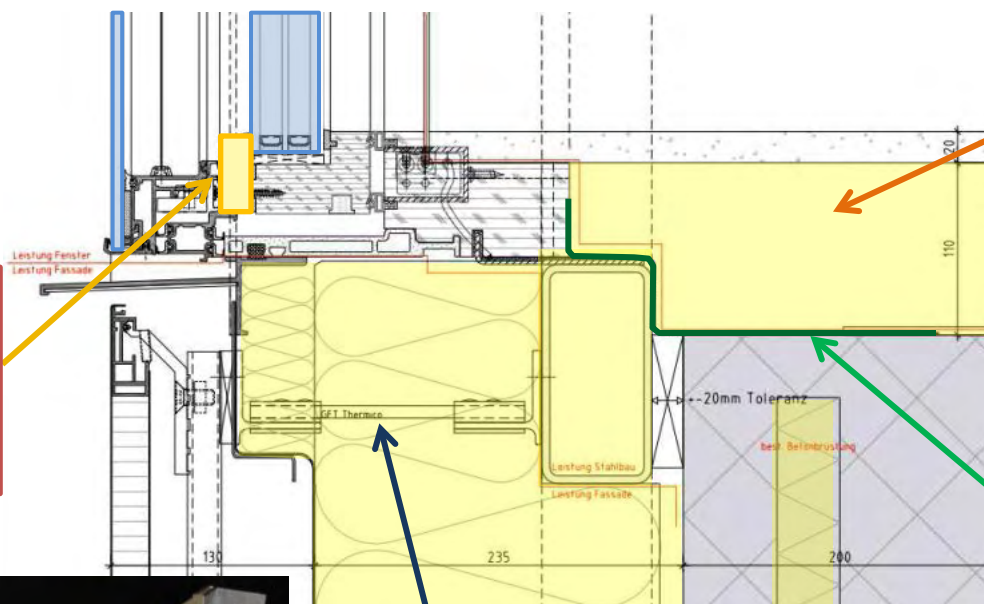 20
Leistung Fenster
Leistung Fassade
110
GFT Thermico
+-20mm Toleranz
best. Betonbrüstung
Leistung Stahlbau
Leistung Fassade
130
235
200